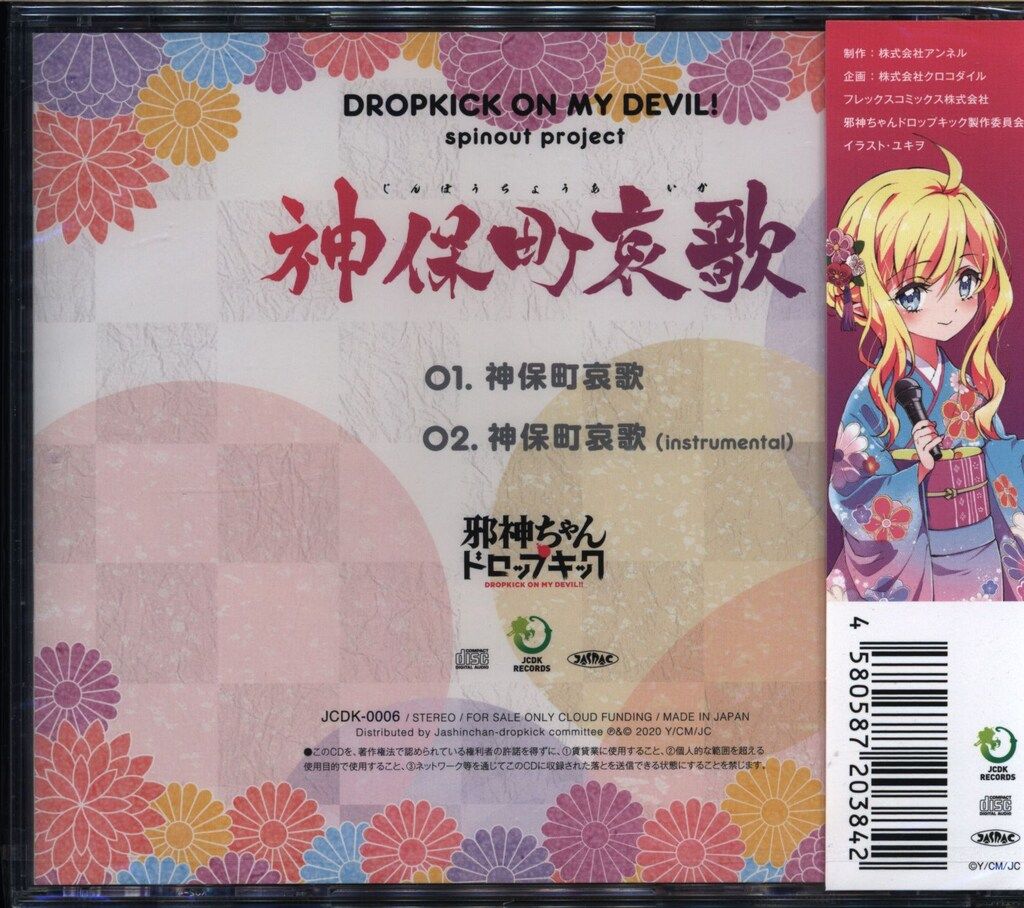 DROPKICK ON MY DEVIL!
spinout project
じんぼうちょうあいか
神保町哀歌
01. 神保町哀歌
02. 神保町哀歌 (instrumental)
邪神ちゃん
ドロップキック
DROPKICK ON MY DEVIL!!
COMPACT
disc
DIGITAL AUDIO
JCDK
RECORDS
JASRAC
JCDK-0006 / STEREO / FOR SALE ONLY CLOUD FUNDING / MADE IN JAPAN
Distributed by Jashinchan-dropkick committee ℗&© 2020 Y/CM/JC
●このCDを、著作権法で認められている権利者の許諾を得ずに、①賃貸業に使用すること、②個人的な範囲を超える
使用目的で使用すること、③ネットワーク等を通じてこのCDに収録された落とを送信できる状態にすることを禁じます。
制作：株式会社アンネル
企画：株式会社クロコダイル
フレックスコミックス株式会社
邪神ちゃんドロップキック製作委員会
イラスト・ユキヲ
4 580587 203842
JCDK
RECORDS
COMPACT
disc
DIGITAL AUDIO
JASRAC
©Y/CM/JC